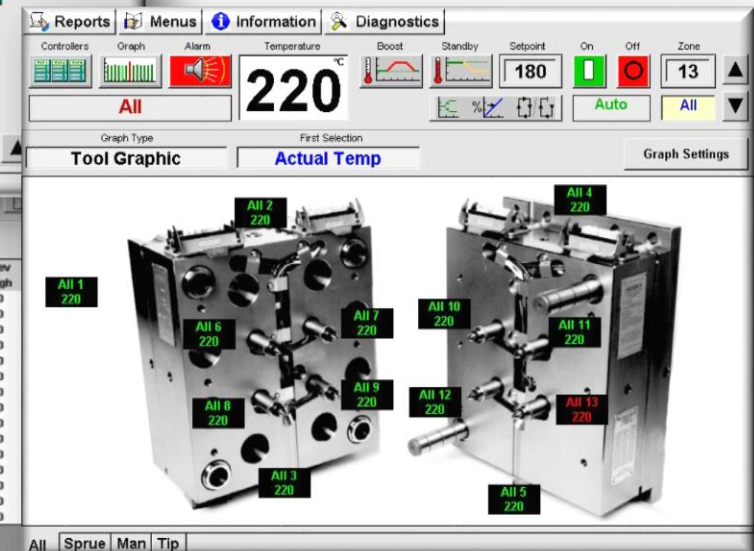 Reports Menus Information Diagnostics
Controllers Graph Alarm Temperature Boost Standby Setpoint On Off Zone
220 °C 180 13
All Auto All
Graph Type First Selection
Tool Graphic Actual Temp Graph Settings
All 1
220
All 2
220
All 3
220
All 4
220
All 5
220
All 6
220
All 7
220
All 8
220
All 9
220
All 10
220
All 11
220
All 12
220
All 13
220
All Sprue Man Tip